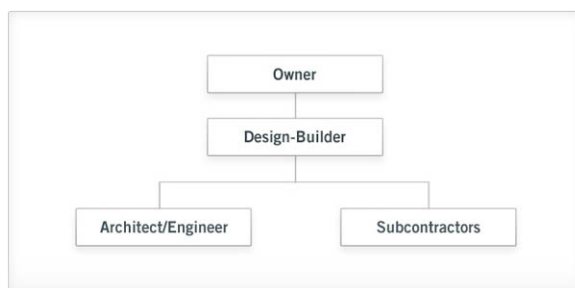 Owner
Design-Builder
Architect/Engineer
Subcontractors